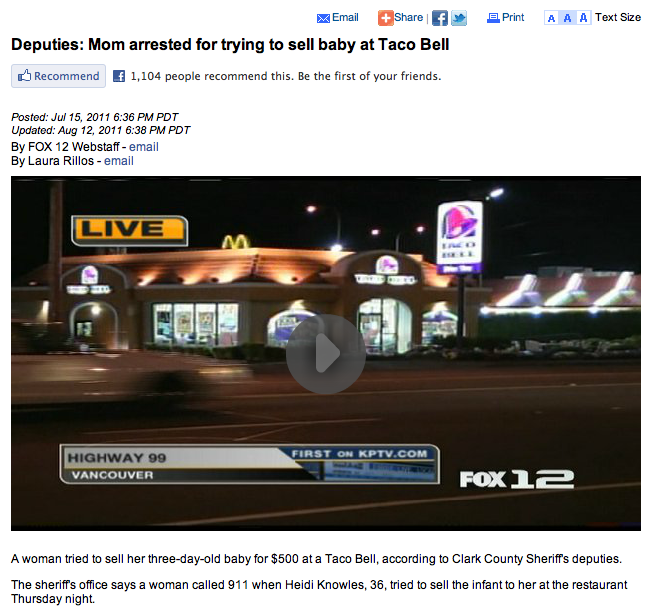 Email Share | Print A A A Text Size
Deputies: Mom arrested for trying to sell baby at Taco Bell
Recommend 1,104 people recommend this. Be the first of your friends.
Posted: Jul 15, 2011 6:36 PM PDT
Updated: Aug 12, 2011 6:38 PM PDT
By FOX 12 Webstaff - email
By Laura Rillos - email
LIVE
TACO
BELL
HIGHWAY 99
FIRST ON KPTV.COM
VANCOUVER
FOX 12
A woman tried to sell her three-day-old baby for $500 at a Taco Bell, according to Clark County Sheriff's deputies.
The sheriff's office says a woman called 911 when Heidi Knowles, 36, tried to sell the infant to her at the restaurant
Thursday night.